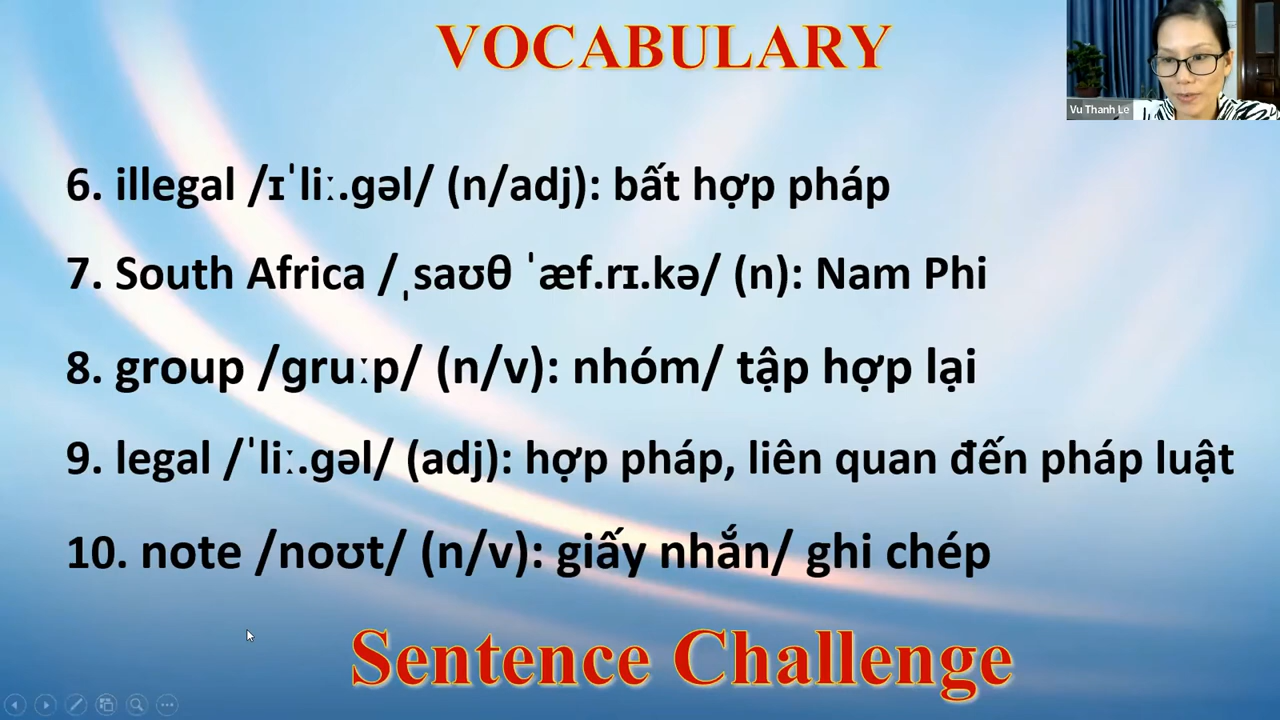 VOCABULARY
Vu Thanh Le
6. illegal /ɪˈliː.ɡəl/ (n/adj): bất hợp pháp
7. South Africa /ˌsaʊθ ˈæf.rɪ.kə/ (n): Nam Phi
8. group /ɡruːp/ (n/v): nhóm/ tập hợp lại
9. legal /ˈliː.ɡəl/ (adj): hợp pháp, liên quan đến pháp luật
10. note /noʊt/ (n/v): giấy nhắn/ ghi chép
Sentence Challenge